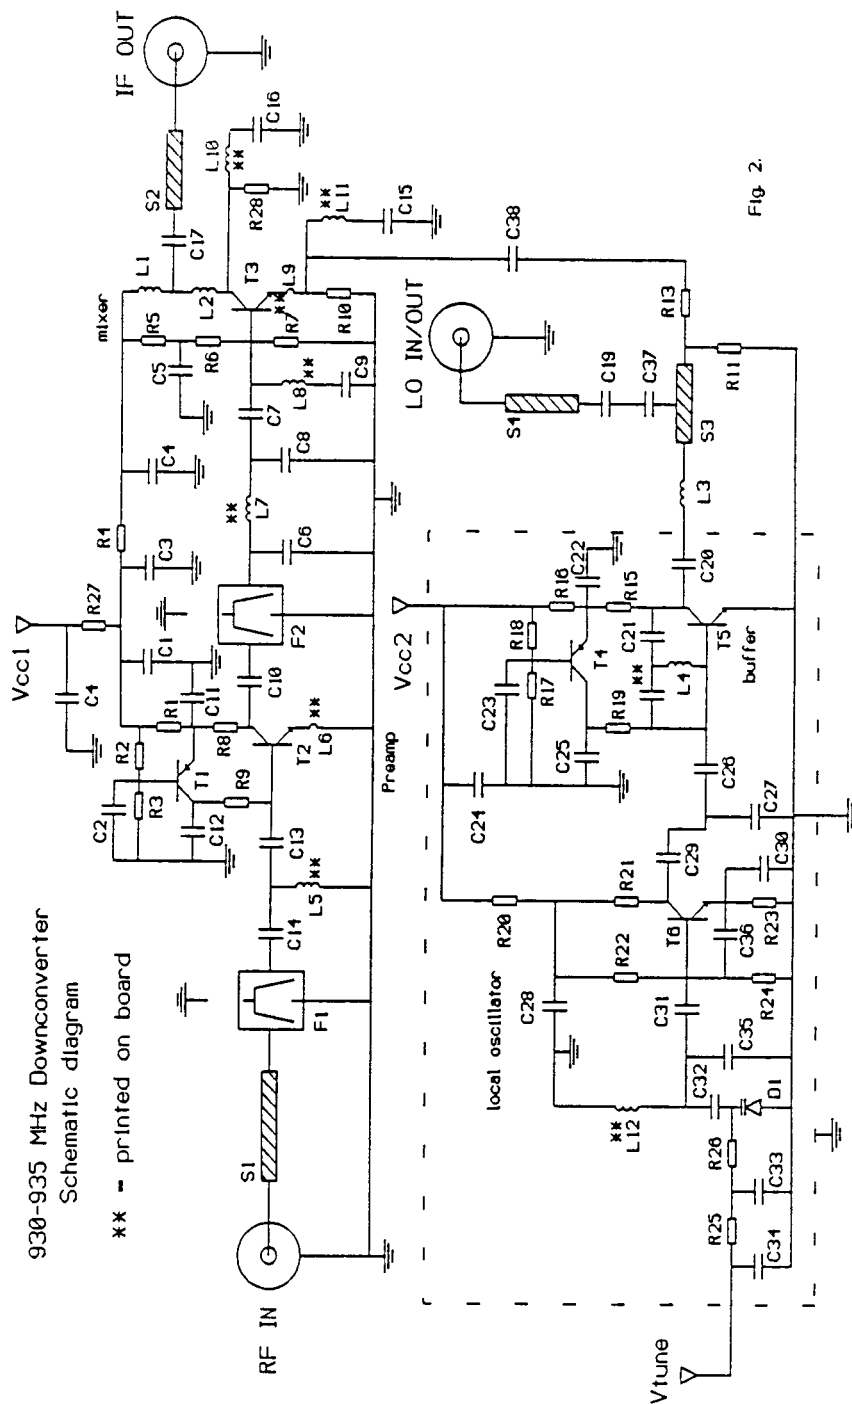 930-935 MHz Downconverter
Schematic diagram
** - printed on board
RF IN
S1
F1
C14
L5
**
C13
C2
R3
R2
C12
T1
R9
R1
C11
R8
T2
L6
**
Preamp
Vcc1
C4
R27
C1
C3
R4
C4
C10
F2
C6
**
L7
C8
C7
L8
**
C9
C5
R5
R6
R7
mixer
L1
L2
T3
**
L9
R10
C17
S2
IF OUT
L10
**
C16
R28
**
L11
C15
C38
LO IN/OUT
S4
C19
C37
S3
R13
R11
L3
C20
Vcc2
C24
C23
R18
R17
T4
C25
R19
R16
C22
R15
C21
**
L4
T5
buffer
C26
C27
C29
R20
R21
T6
R22
C28
C36
R23
C30
R24
C31
C35
local oscillator
**
L12
C32
D1
R26
C33
R25
C34
Vtune
Fig. 2.